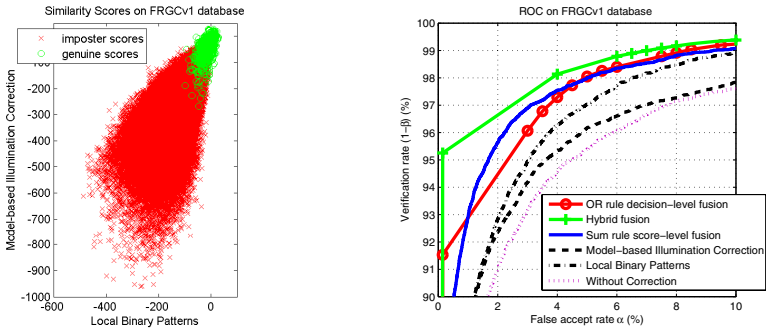 Similarity Scores on FRGCv1 database
imposter scores
genuine scores
-100
-200
-300
-400
-500
-600
-700
-800
-900
-1000
Model-based Illumination Correction
-600
-400
-200
0
Local Binary Patterns
ROC on FRGCv1 database
100
99
98
97
96
95
94
93
92
91
90
Verification rate (1−β) (%)
OR rule decision−level fusion
Hybrid fusion
Sum rule score−level fusion
Model−based Illumination Correction
Local Binary Patterns
Without Correction
0
2
4
6
8
10
False accept rate α (%)